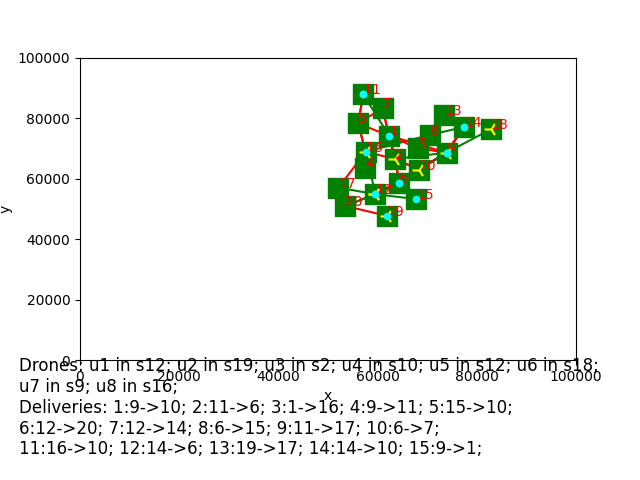 100000
80000
60000
40000
20000
0
0 20000 40000 60000 80000 100000
x
y
Drones: u1 in s12; u2 in s19; u3 in s2; u4 in s10; u5 in s12; u6 in s18;
u7 in s9; u8 in s16;
Deliveries: 1:9->10; 2:11->6; 3:1->16; 4:9->11; 5:15->10;
6:12->20; 7:12->14; 8:6->15; 9:11->17; 10:6->7;
11:16->10; 12:14->6; 13:19->17; 14:14->10; 15:9->1;